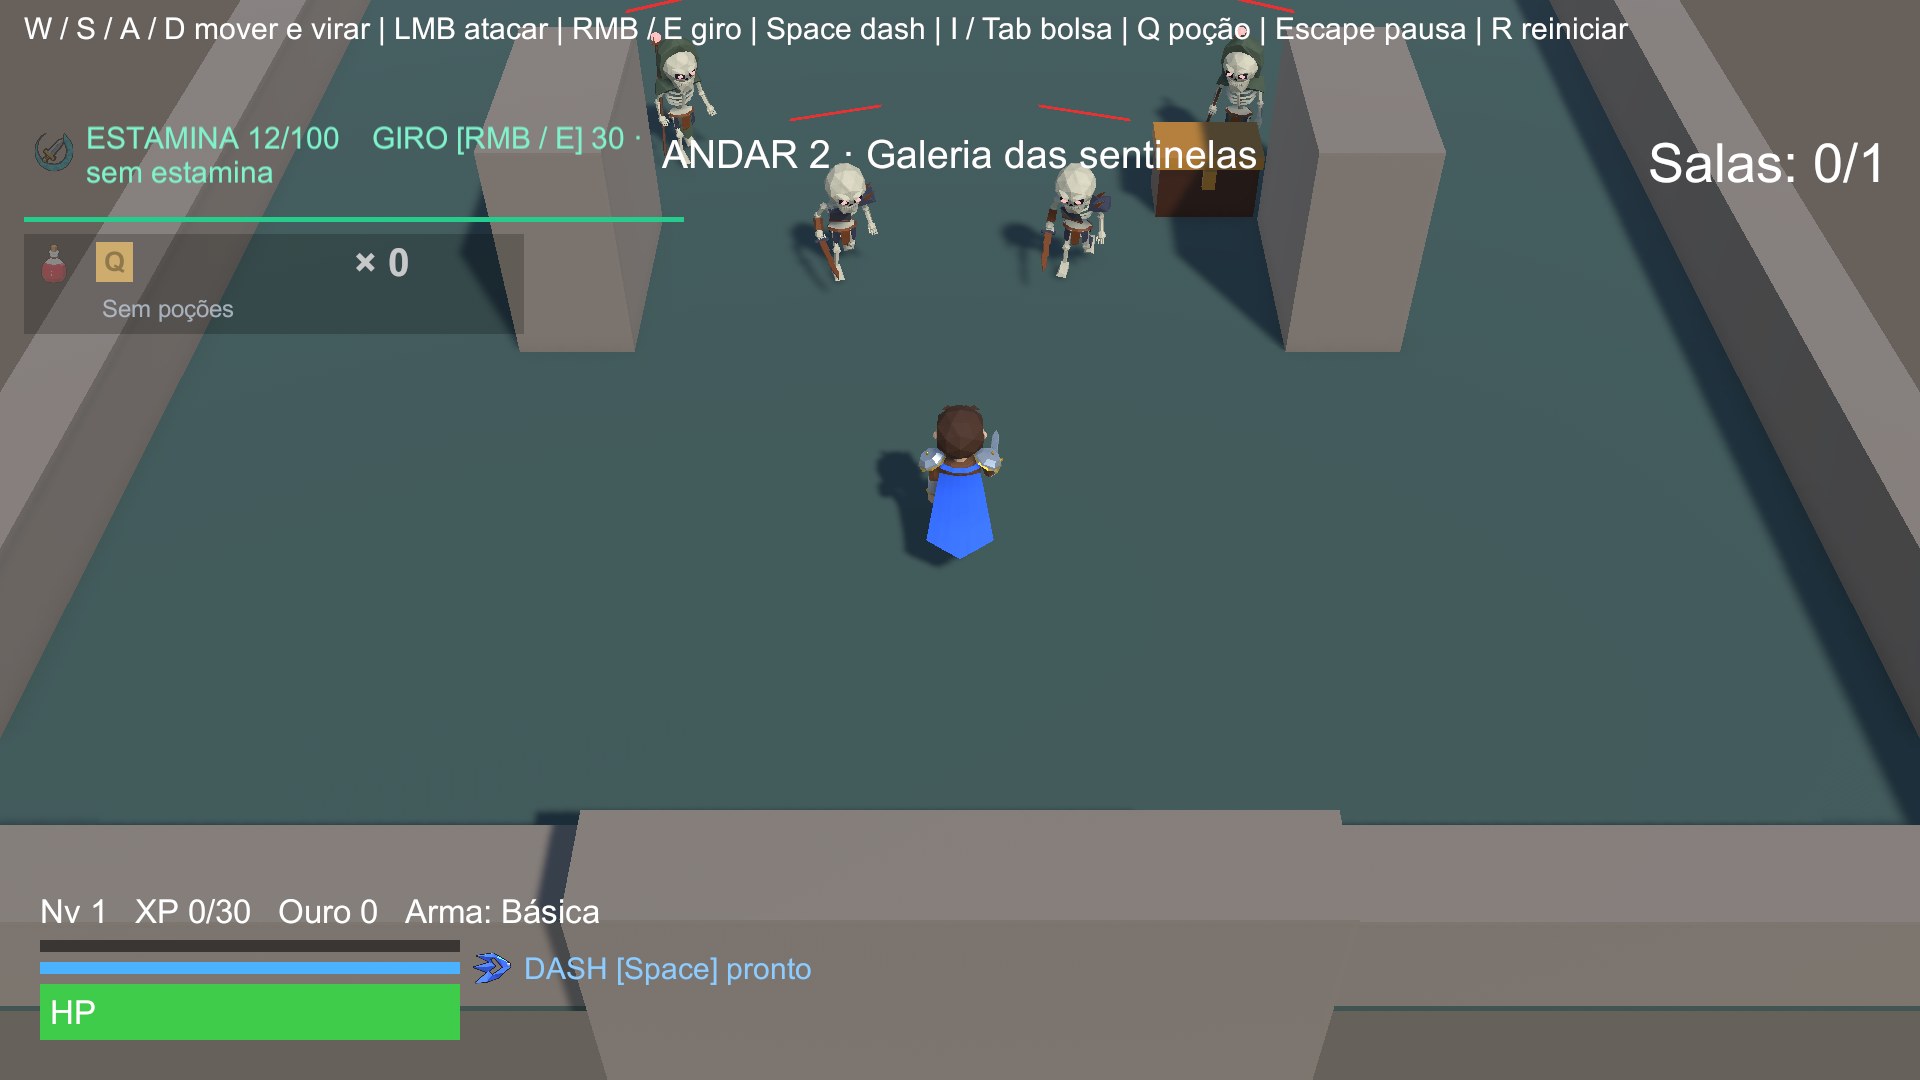 W / S / A / D mover e virar | LMB atacar | RMB / E giro | Space dash | I / Tab bolsa | Q poção | Escape pausa | R reiniciar
ESTAMINA 12/100 GIRO [RMB / E] 30 ·
sem estamina
ANDAR 2 · Galeria das sentinelas
Salas: 0/1
Q × 0
Sem poções
Nv 1 XP 0/30 Ouro 0 Arma: Básica
DASH [Space] pronto
HP